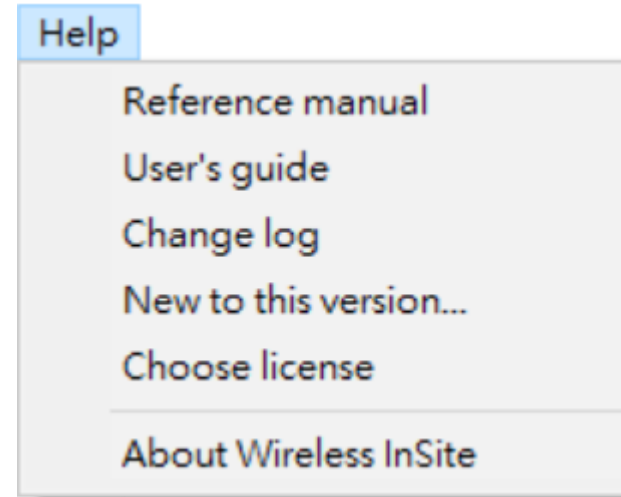 Help
Reference manual
User's guide
Change log
New to this version...
Choose license
About Wireless InSite